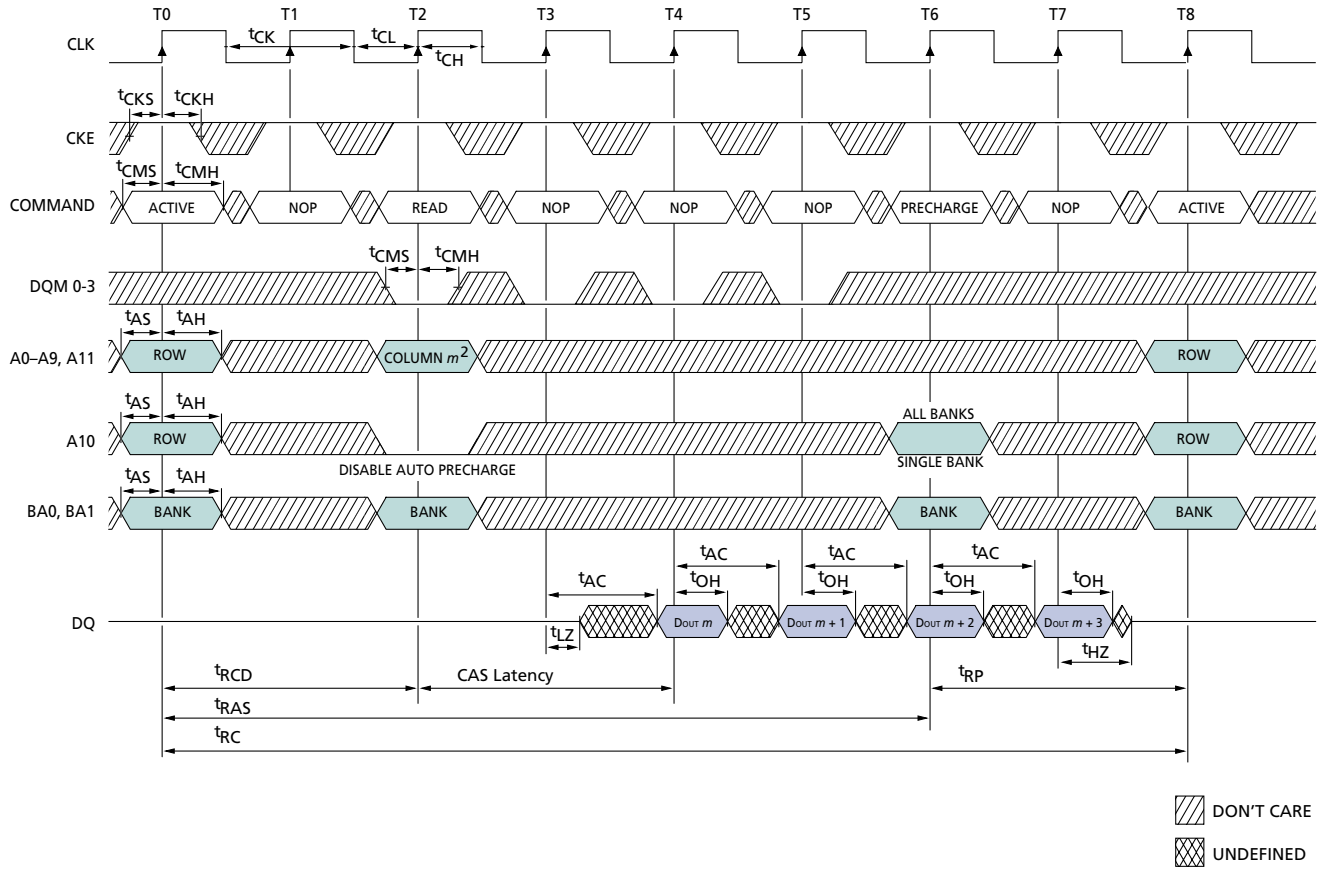 T0 T1 T2 T3 T4 T5 T6 T7 T8
CLK tCK tCL tCH
tCKS tCKH
CKE
tCMS tCMH
COMMAND ACTIVE NOP READ NOP NOP NOP PRECHARGE NOP ACTIVE
tCMS tCMH
DQM 0-3
tAS tAH
A0–A9, A11 ROW COLUMN m2 ROW
tAS tAH ALL BANKS
A10 ROW ROW
DISABLE AUTO PRECHARGE SINGLE BANK
tAS tAH
BA0, BA1 BANK BANK BANK BANK
tAC tAC tAC tAC
tOH tOH tOH tOH
DQ DOUT m DOUT m + 1 DOUT m + 2 DOUT m + 3
tLZ tHZ
tRCD CAS Latency tRP
tRAS
tRC
DON'T CARE
UNDEFINED